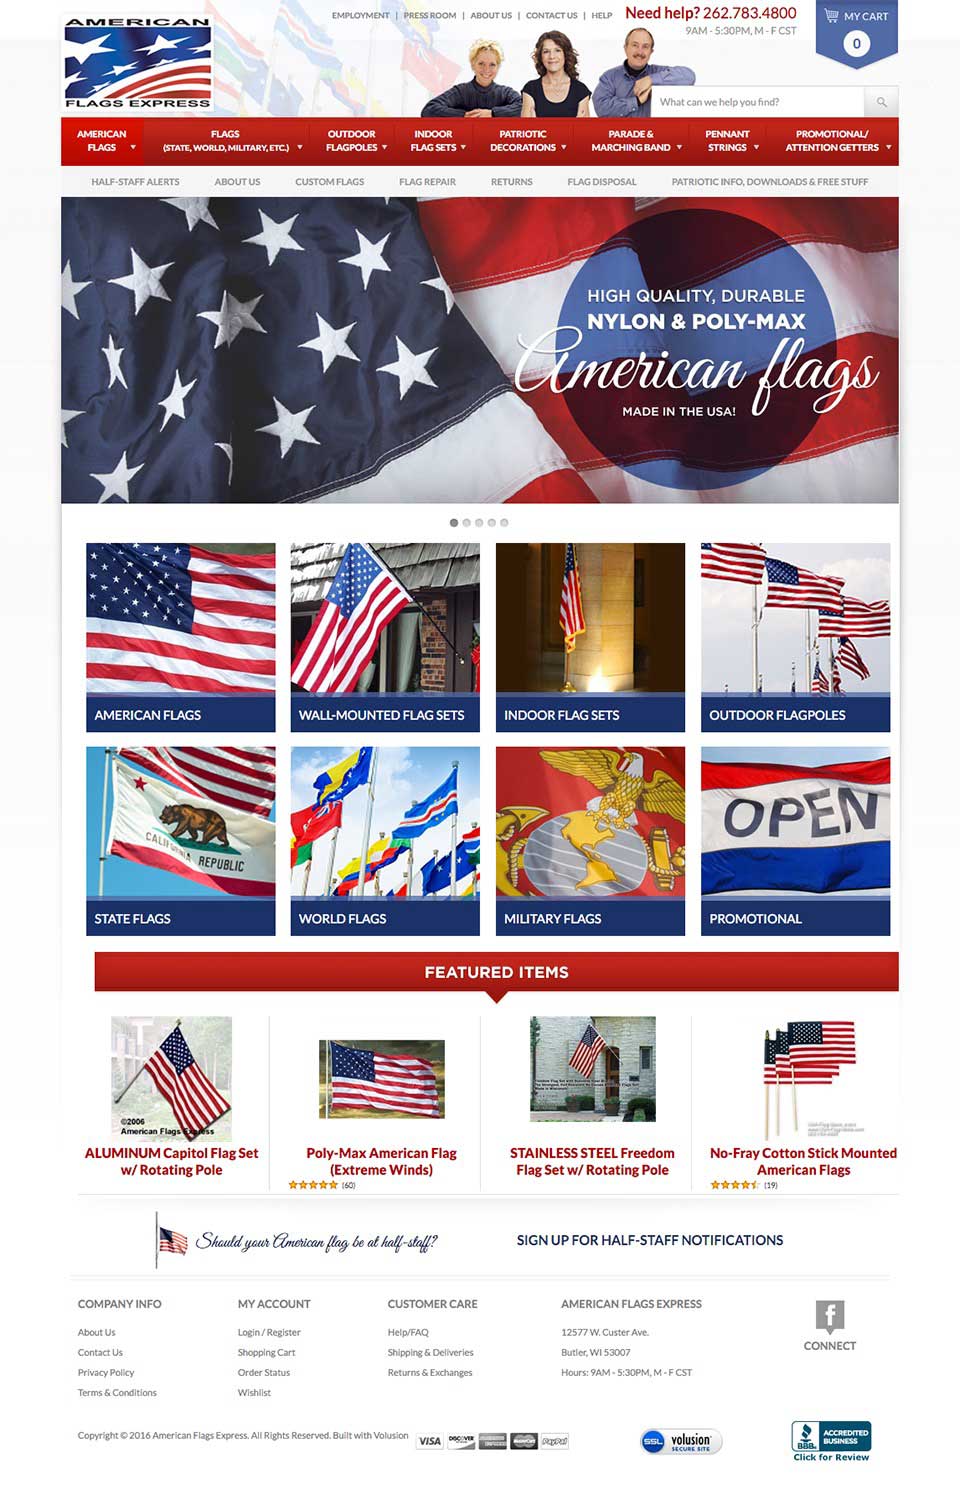 AMERICAN
FLAGS EXPRESS
EMPLOYMENT | PRESS ROOM | ABOUT US | CONTACT US | HELP
Need help? 262.783.4800
9AM - 5:30PM, M - F CST
MY CART
0
What can we help you find?
AMERICAN
FLAGS
FLAGS
(STATE, WORLD, MILITARY, ETC.)
OUTDOOR
FLAGPOLES
INDOOR
FLAG SETS
PATRIOTIC
DECORATIONS
PARADE &
MARCHING BAND
PENNANT
STRINGS
PROMOTIONAL/
ATTENTION GETTERS
HALF-STAFF ALERTS
ABOUT US
CUSTOM FLAGS
FLAG REPAIR
RETURNS
FLAG DISPOSAL
PATRIOTIC INFO, DOWNLOADS & FREE STUFF
HIGH QUALITY, DURABLE
NYLON & POLY-MAX
American flags
MADE IN THE USA!
AMERICAN FLAGS
WALL-MOUNTED FLAG SETS
INDOOR FLAG SETS
OUTDOOR FLAGPOLES
CALIFORNIA REPUBLIC
OPEN
STATE FLAGS
WORLD FLAGS
MILITARY FLAGS
PROMOTIONAL
FEATURED ITEMS
©2006
American Flags Express
ALUMINUM Capitol Flag Set
w/ Rotating Pole
Poly-Max American Flag
(Extreme Winds)
(60)
STAINLESS STEEL Freedom
Flag Set w/ Rotating Pole
No-Fray Cotton Stick Mounted
American Flags
(19)
Should your American flag be at half-staff?
SIGN UP FOR HALF-STAFF NOTIFICATIONS
COMPANY INFO
About Us
Contact Us
Privacy Policy
Terms & Conditions
MY ACCOUNT
Login / Register
Shopping Cart
Order Status
Wishlist
CUSTOMER CARE
Help/FAQ
Shipping & Deliveries
Returns & Exchanges
AMERICAN FLAGS EXPRESS
12577 W. Custer Ave.
Butler, WI 53007
Hours: 9AM - 5:30PM, M - F CST
f
CONNECT
Copyright © 2016 American Flags Express. All Rights Reserved. Built with Volusion
VISA
DISCOVER
PayPal
SSL
volusion
SECURE SITE
BBB
ACCREDITED
BUSINESS
Click for Review